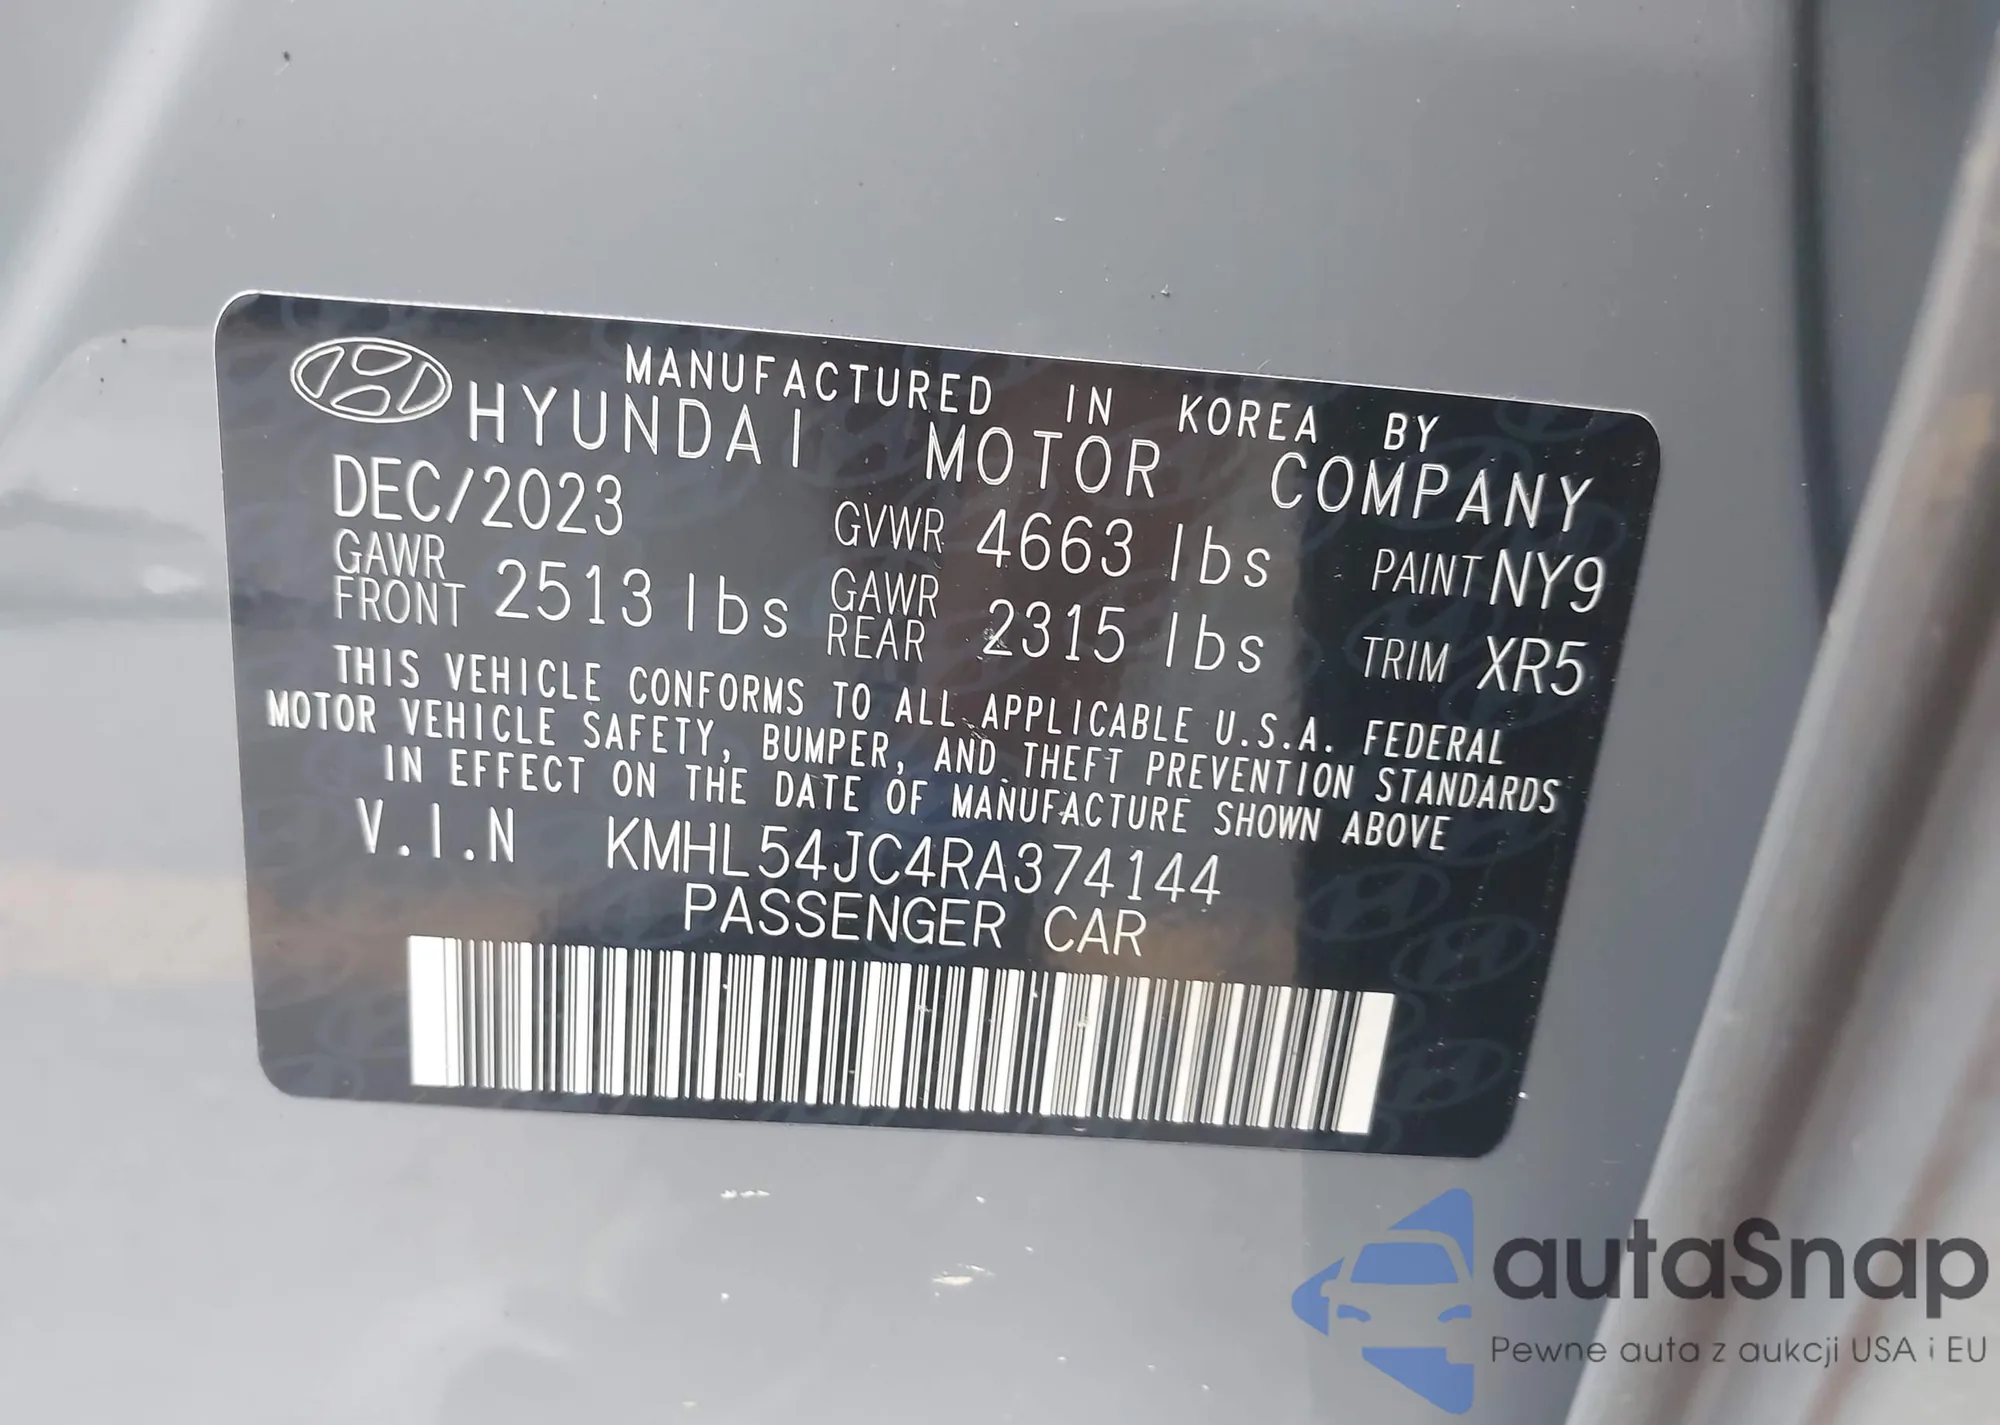 MANUFACTURED IN KOREA BY
HYUNDAI MOTOR COMPANY
DEC/2023 GVWR 4663 lbs PAINT NY9
GAWR FRONT 2513 lbs GAWR REAR 2315 lbs TRIM XR5
THIS VEHICLE CONFORMS TO ALL APPLICABLE U.S.A. FEDERAL
MOTOR VEHICLE SAFETY, BUMPER, AND THEFT PREVENTION STANDARDS
IN EFFECT ON THE DATE OF MANUFACTURE SHOWN ABOVE
V.I.N KMHL54JC4RA374144
PASSENGER CAR
autaSnap
Pewne auta z aukcji USA i EU